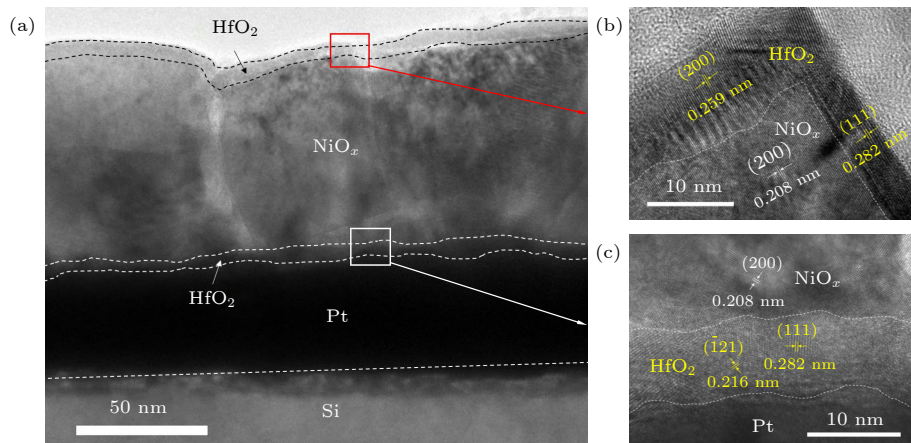 (a)
HfO₂
NiOₓ
HfO₂
Pt
Si
50 nm
(b)
(200)
HfO₂
0.259 nm
NiOₓ
(111)
(200)
0.282 nm
0.208 nm
10 nm
(c)
(200)
NiOₓ
0.208 nm
(1̄21)
(111)
HfO₂
0.282 nm
0.216 nm
Pt
10 nm